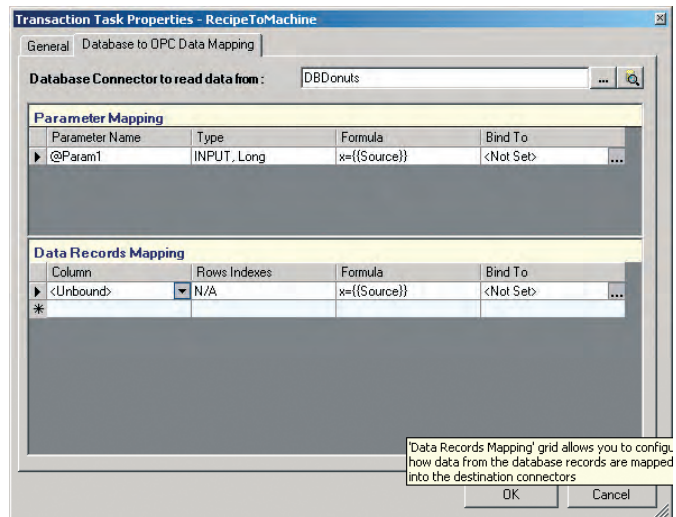 Transaction Task Properties - RecipeToMachine
General Database to OPC Data Mapping
Database Connector to read data from: DBDonuts ...
Parameter Mapping
Parameter Name Type Formula Bind To
@Param1 INPUT, Long x={{Source}} <Not Set> ...
Data Records Mapping
Column Rows Indexes Formula Bind To
<Unbound> N/A x={{Source}} <Not Set> ...
*
'Data Records Mapping' grid allows you to configu
how data from the database records are mapped
into the destination connectors
OK Cancel